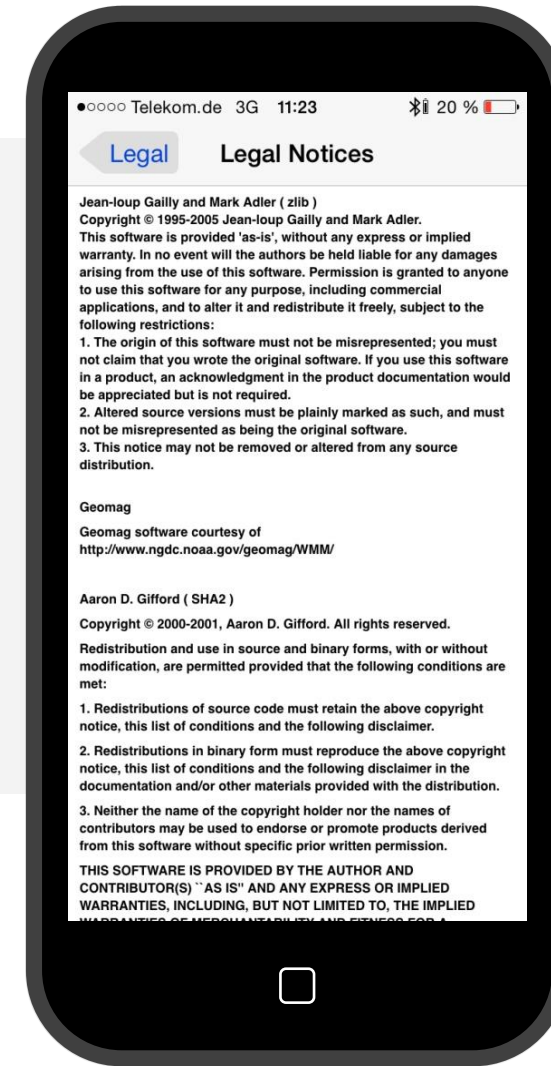 ●○○○○ Telekom.de 3G 11:23 20 %
Legal Legal Notices
Jean-loup Gailly and Mark Adler ( zlib )
Copyright © 1995-2005 Jean-loup Gailly and Mark Adler.
This software is provided 'as-is', without any express or implied
warranty. In no event will the authors be held liable for any damages
arising from the use of this software. Permission is granted to anyone
to use this software for any purpose, including commercial
applications, and to alter it and redistribute it freely, subject to the
following restrictions:
1. The origin of this software must not be misrepresented; you must
not claim that you wrote the original software. If you use this software
in a product, an acknowledgment in the product documentation would
be appreciated but is not required.
2. Altered source versions must be plainly marked as such, and must
not be misrepresented as being the original software.
3. This notice may not be removed or altered from any source
distribution.
Geomag
Geomag software courtesy of
http://www.ngdc.noaa.gov/geomag/WMM/
Aaron D. Gifford ( SHA2 )
Copyright © 2000-2001, Aaron D. Gifford. All rights reserved.
Redistribution and use in source and binary forms, with or without
modification, are permitted provided that the following conditions are
met:
1. Redistributions of source code must retain the above copyright
notice, this list of conditions and the following disclaimer.
2. Redistributions in binary form must reproduce the above copyright
notice, this list of conditions and the following disclaimer in the
documentation and/or other materials provided with the distribution.
3. Neither the name of the copyright holder nor the names of
contributors may be used to endorse or promote products derived
from this software without specific prior written permission.
THIS SOFTWARE IS PROVIDED BY THE AUTHOR AND
CONTRIBUTOR(S) ``AS IS'' AND ANY EXPRESS OR IMPLIED
WARRANTIES, INCLUDING, BUT NOT LIMITED TO, THE IMPLIED
WARRANTIES OF MERCHANTABILITY AND FITNESS FOR A